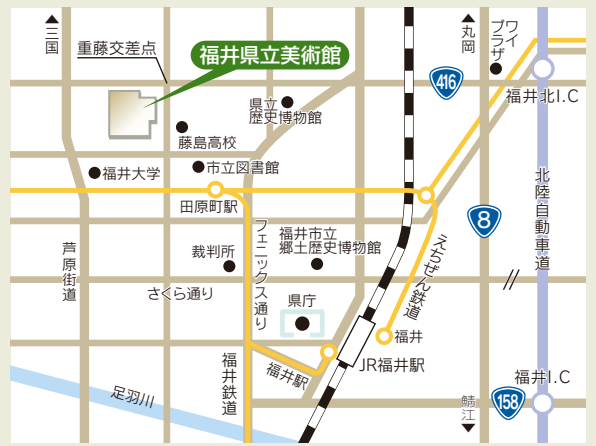 ▲三国
重藤交差点
福井県立美術館
▲丸岡
ワイ
プラザ
416
福井北I.C
県立
歴史博物館
藤島高校
市立図書館
福井大学
田原町駅
北陸自動車道
8
フェニックス通り
福井市立
郷土歴史博物館
えちぜん鉄道
芦原街道
裁判所
さくら通り
県庁
福井
JR福井駅
福井駅
福井鉄道
足羽川
福井I.C
158
鯖江▼